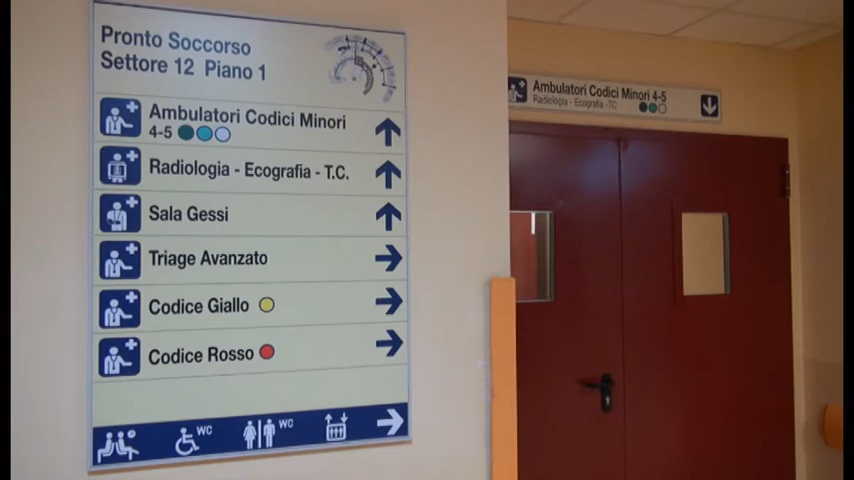 Pronto Soccorso
Settore 12 Piano 1
Ambulatori Codici Minori
4-5
Radiologia - Ecografia - T.C.
Sala Gessi
Triage Avanzato
Codice Giallo
Codice Rosso
WC
WC
Ambulatori Codici Minori 4-5
Radiologia - Ecografia -TC